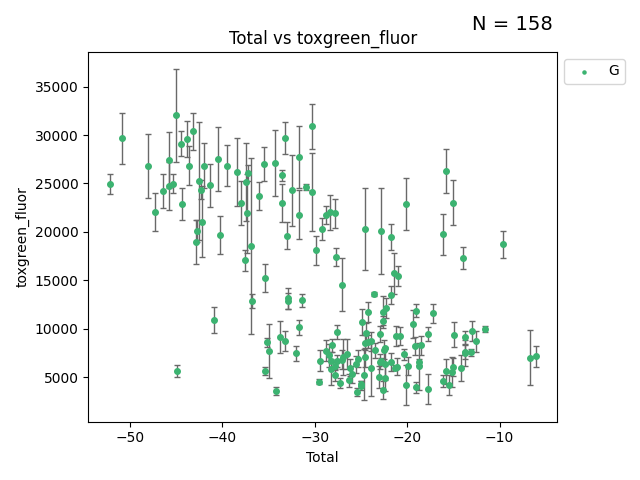 N = 158
Total vs toxgreen_fluor
G
toxgreen_fluor
35000
30000
25000
20000
15000
10000
5000
−50 −40 −30 −20 −10
Total